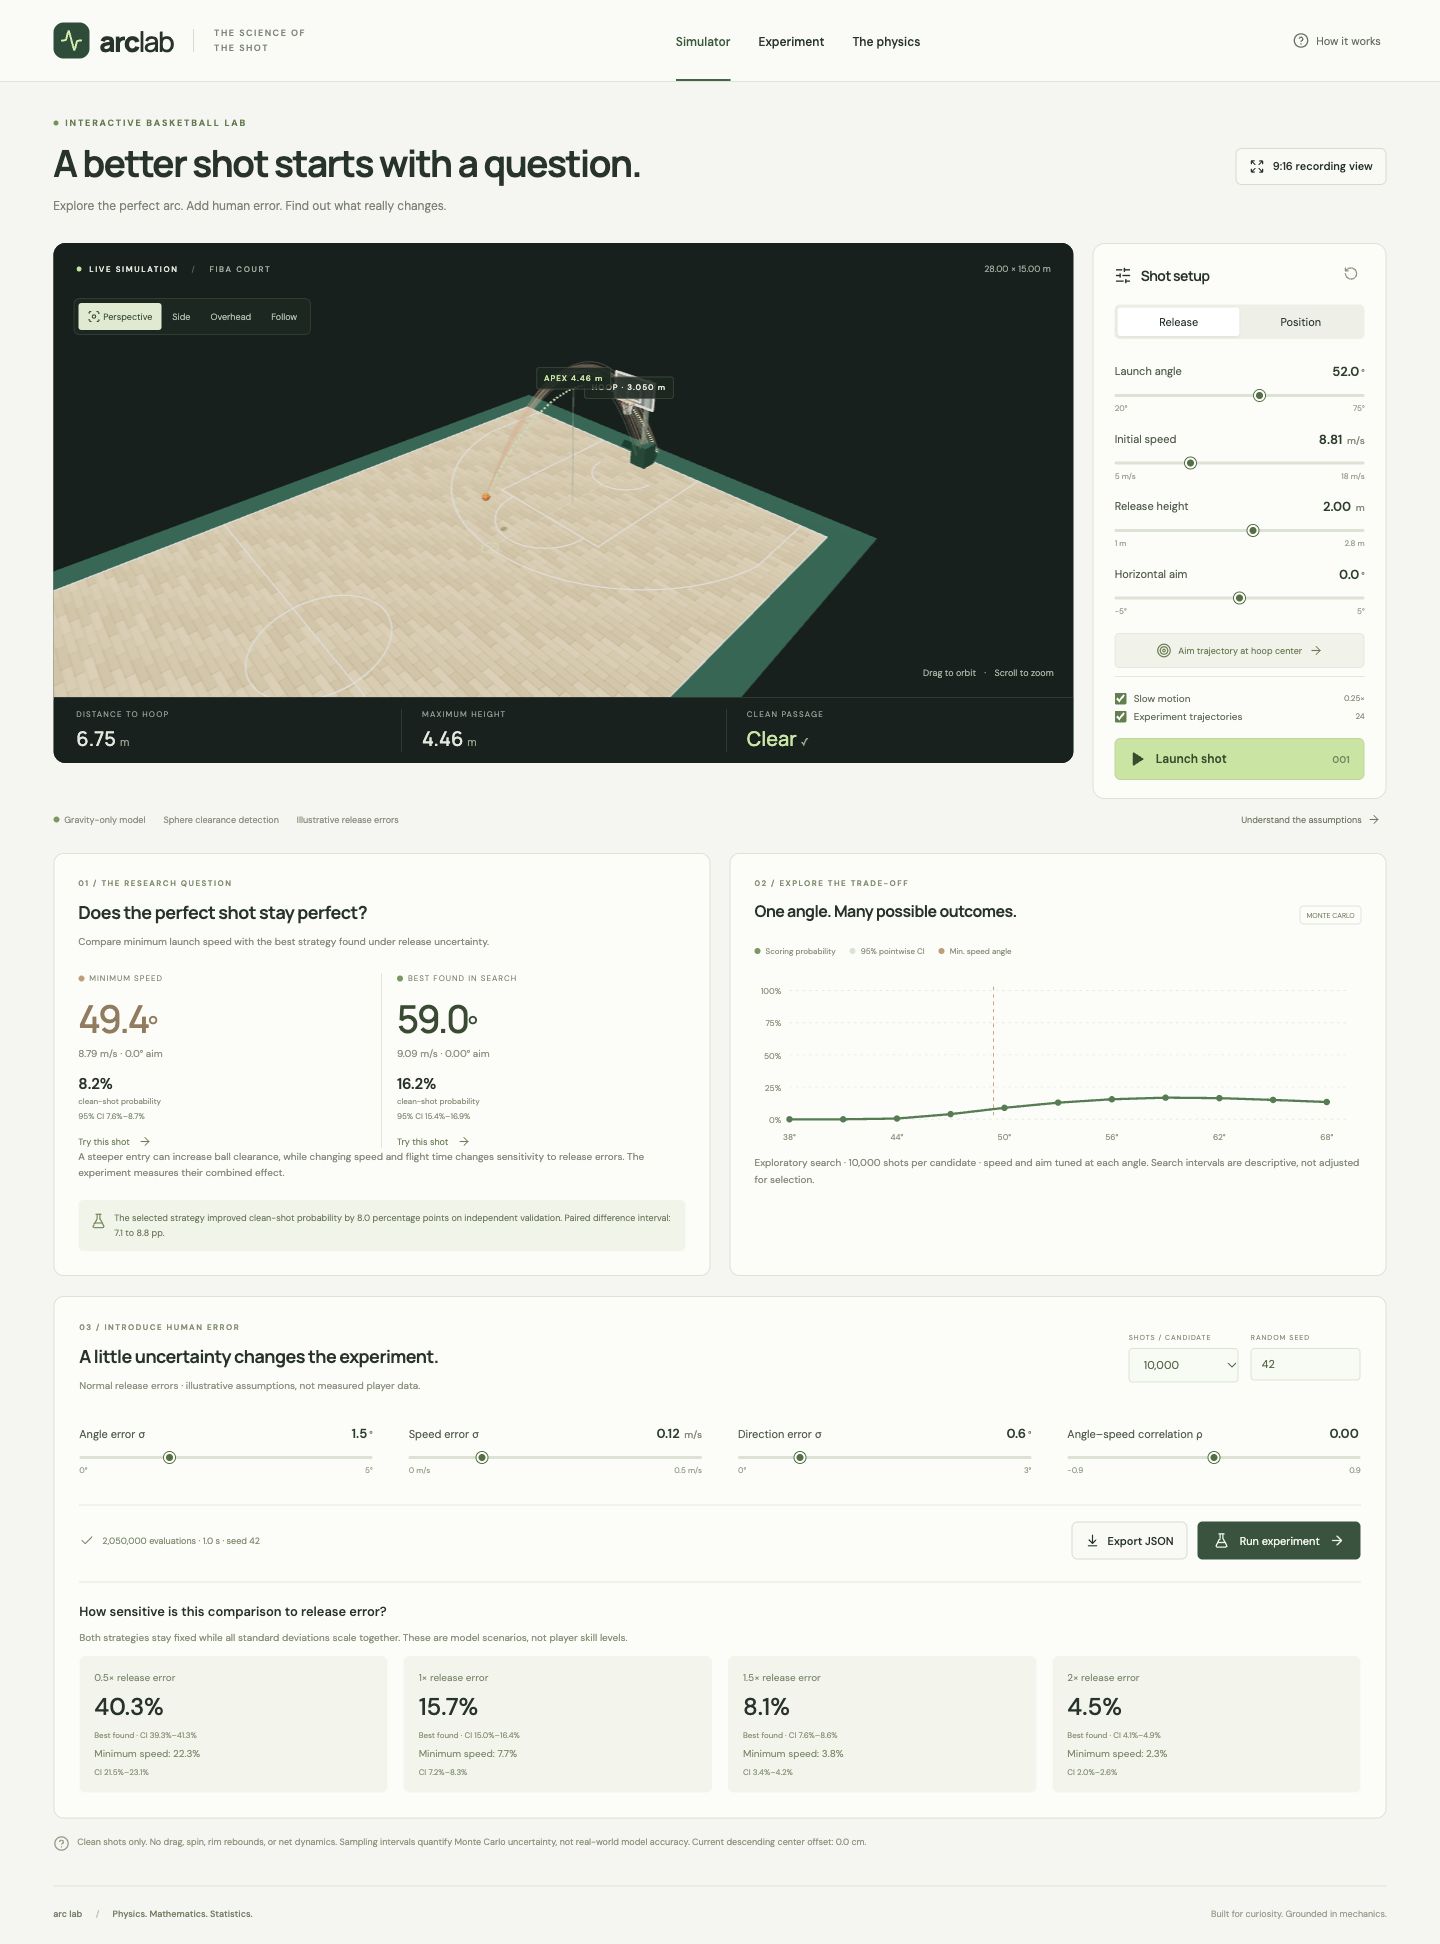 arclab
THE SCIENCE OF
THE SHOT
Simulator
Experiment
The physics
How it works
INTERACTIVE BASKETBALL LAB
A better shot starts with a question.
9:16 recording view
Explore the perfect arc. Add human error. Find out what really changes.
LIVE SIMULATION / FIBA COURT
28.00 × 15.00 m
Perspective
Side
Overhead
Follow
APEX 4.46 m
HOOP · 3.050 m
Drag to orbit · Scroll to zoom
DISTANCE TO HOOP
6.75 m
MAXIMUM HEIGHT
4.46 m
CLEAN PASSAGE
Clear ✓
Shot setup
Release
Position
Launch angle 52.0°
20° 75°
Initial speed 8.81 m/s
5 m/s 18 m/s
Release height 2.00 m
1 m 2.8 m
Horizontal aim 0.0°
-5° 5°
Aim trajectory at hoop center →
Slow motion 0.25×
Experiment trajectories 24
Launch shot 001
Gravity-only model Sphere clearance detection Illustrative release errors
Understand the assumptions →
01 / THE RESEARCH QUESTION
Does the perfect shot stay perfect?
Compare minimum launch speed with the best strategy found under release uncertainty.
MINIMUM SPEED
49.4°
8.79 m/s · 0.0° aim
8.2%
clean-shot probability
95% CI 7.6%–8.7%
Try this shot →
BEST FOUND IN SEARCH
59.0°
9.09 m/s · 0.00° aim
16.2%
clean-shot probability
95% CI 15.4%–16.9%
Try this shot →
A steeper entry can increase ball clearance, while changing speed and flight time changes sensitivity to release errors. The
experiment measures their combined effect.
The selected strategy improved clean-shot probability by 8.0 percentage points on independent validation. Paired difference interval:
7.1 to 8.8 pp.
02 / EXPLORE THE TRADE-OFF
One angle. Many possible outcomes.
MONTE CARLO
Scoring probability 95% pointwise CI Min. speed angle
100%
75%
50%
25%
0%
38° 44° 50° 56° 62° 68°
Exploratory search · 10,000 shots per candidate · speed and aim tuned at each angle. Search intervals are descriptive, not adjusted
for selection.
03 / INTRODUCE HUMAN ERROR
A little uncertainty changes the experiment.
Normal release errors · illustrative assumptions, not measured player data.
SHOTS / CANDIDATE
10,000
RANDOM SEED
42
Angle error σ 1.5°
0° 5°
Speed error σ 0.12 m/s
0 m/s 0.5 m/s
Direction error σ 0.6°
0° 3°
Angle–speed correlation ρ 0.00
-0.9 0.9
2,050,000 evaluations · 1.0 s · seed 42
Export JSON
Run experiment →
How sensitive is this comparison to release error?
Both strategies stay fixed while all standard deviations scale together. These are model scenarios, not player skill levels.
0.5× release error
40.3%
Best found · CI 39.3%–41.3%
Minimum speed: 22.3%
CI 21.5%–23.1%
1× release error
15.7%
Best found · CI 15.0%–16.4%
Minimum speed: 7.7%
CI 7.2%–8.3%
1.5× release error
8.1%
Best found · CI 7.6%–8.6%
Minimum speed: 3.8%
CI 3.4%–4.2%
2× release error
4.5%
Best found · CI 4.1%–4.9%
Minimum speed: 2.3%
CI 2.0%–2.6%
Clean shots only. No drag, spin, rim rebounds, or net dynamics. Sampling intervals quantify Monte Carlo uncertainty, not real-world model accuracy. Current descending center offset: 0.0 cm.
arc lab / Physics. Mathematics. Statistics.
Built for curiosity. Grounded in mechanics.